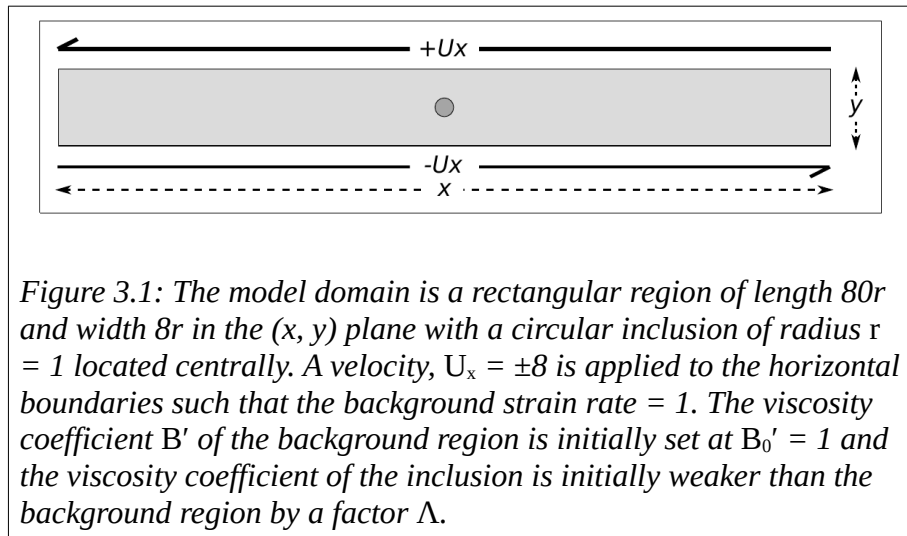 +Ux
y
-Ux
x
Figure 3.1: The model domain is a rectangular region of length 80r
and width 8r in the (x, y) plane with a circular inclusion of radius r
= 1 located centrally. A velocity, Uₓ = ±8 is applied to the horizontal
boundaries such that the background strain rate = 1. The viscosity
coefficient B′ of the background region is initially set at B₀′ = 1 and
the viscosity coefficient of the inclusion is initially weaker than the
background region by a factor Λ.